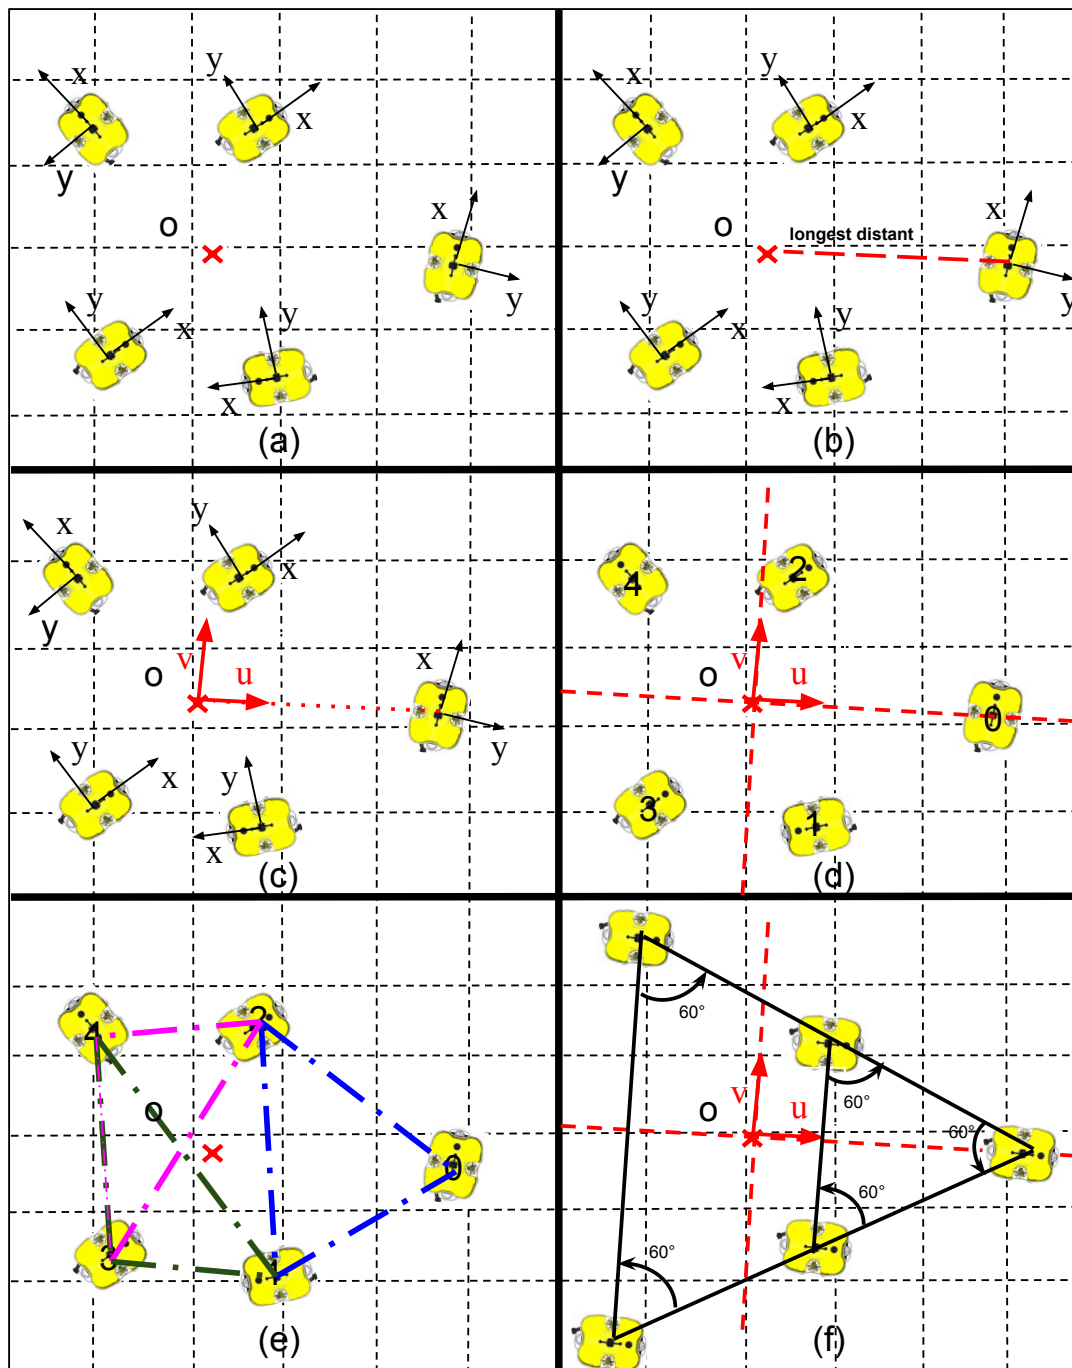 x y
y x
o x
y y
y x
x
(a)
x y
y x
o longest distant x
y
y y
x
x
(b)
x y
x
y
v
o u x
y
y
x y
x
(c)
4 2
v
o u
0
3 1
(d)
4 2
o
0
3 1
(e)
60°
v 60°
o u 60°
60°
60°
(f)